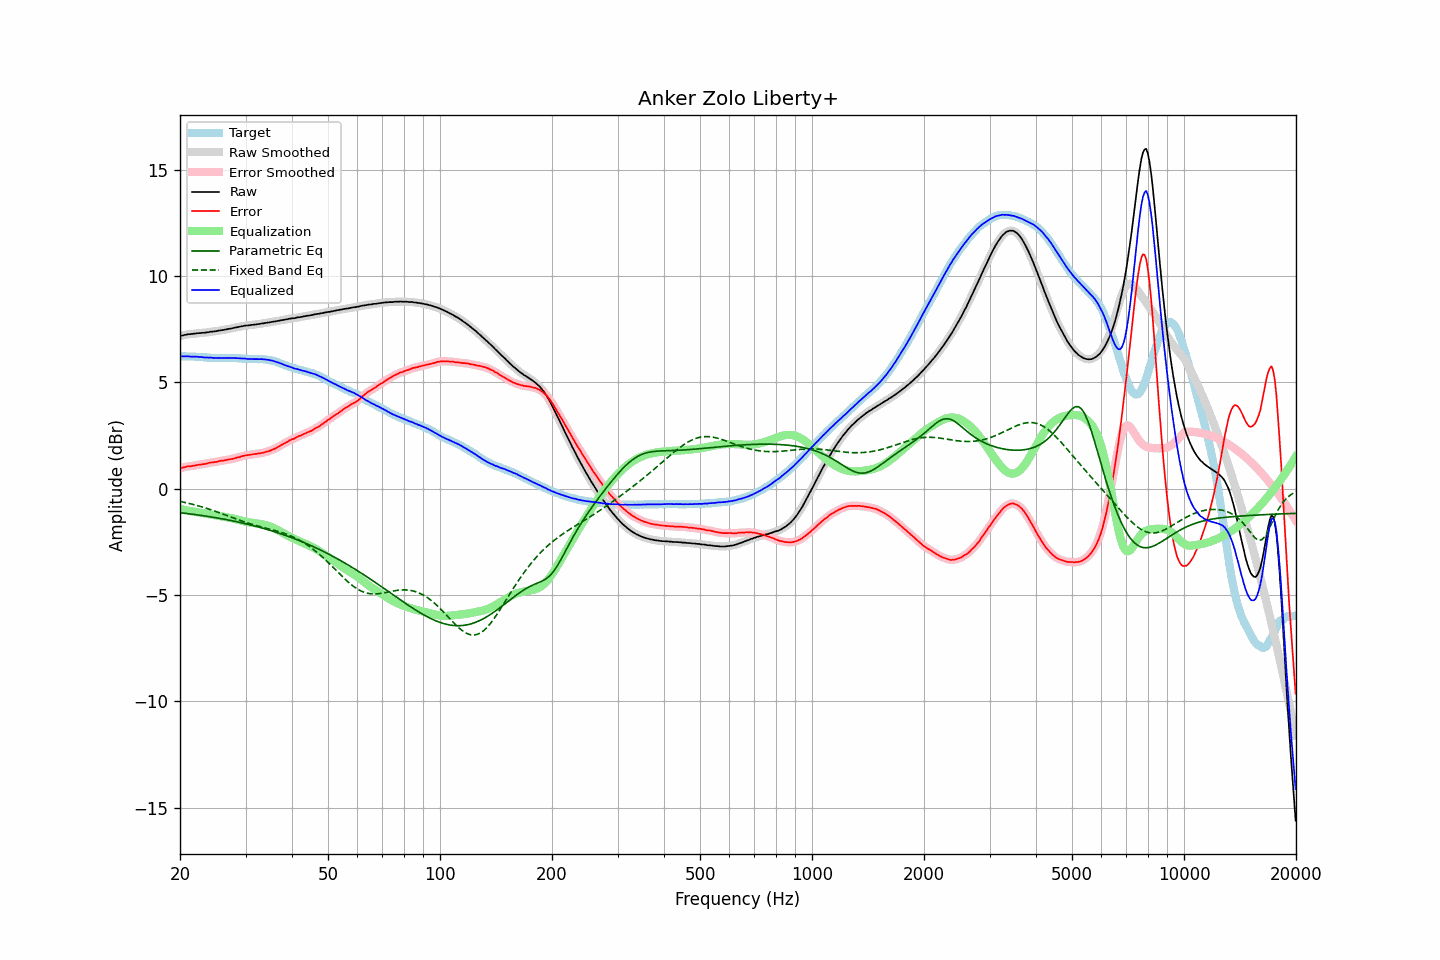 Anker Zolo Liberty+
Target
Raw Smoothed
Error Smoothed
Raw
Error
Equalization
Parametric Eq
Fixed Band Eq
Equalized
15
10
5
0
−5
−10
−15
Amplitude (dBr)
20 50 100 200 500 1000 2000 5000 10000 20000
Frequency (Hz)